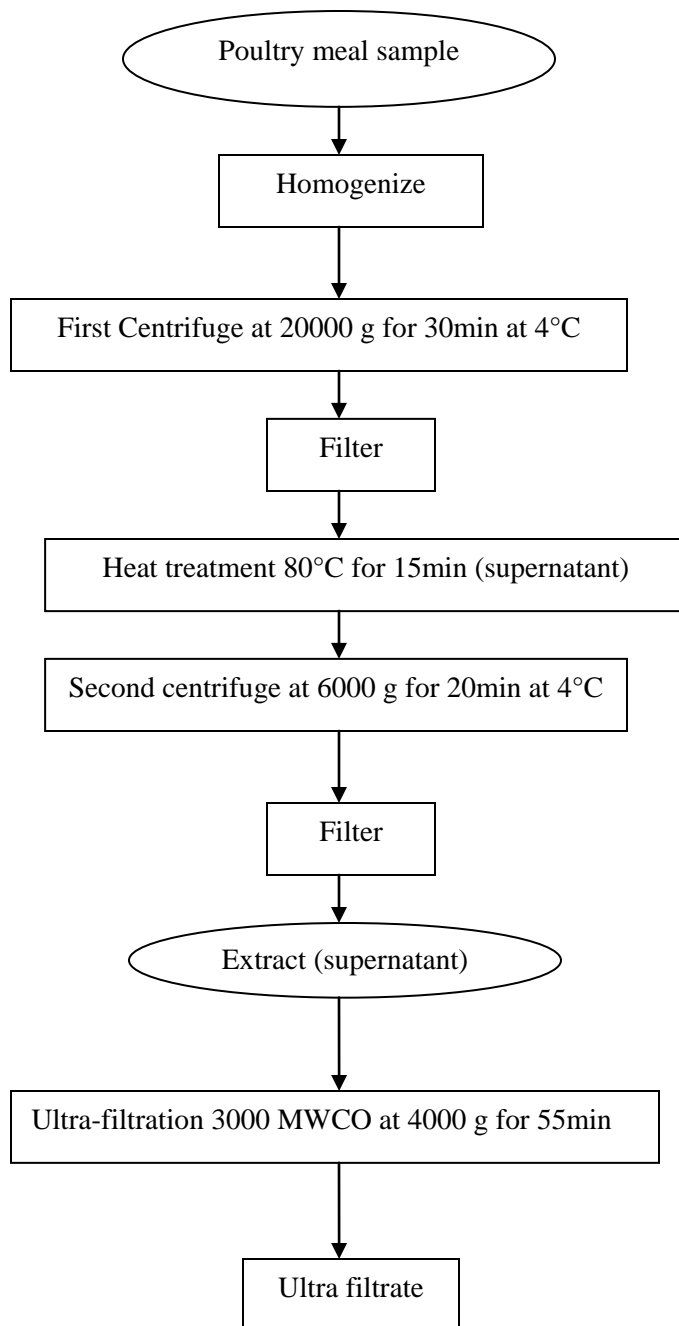 Poultry meal sample
Homogenize
First Centrifuge at 20000 g for 30min at 4°C
Filter
Heat treatment 80°C for 15min (supernatant)
Second centrifuge at 6000 g for 20min at 4°C
Filter
Extract (supernatant)
Ultra-filtration 3000 MWCO at 4000 g for 55min
Ultra filtrate